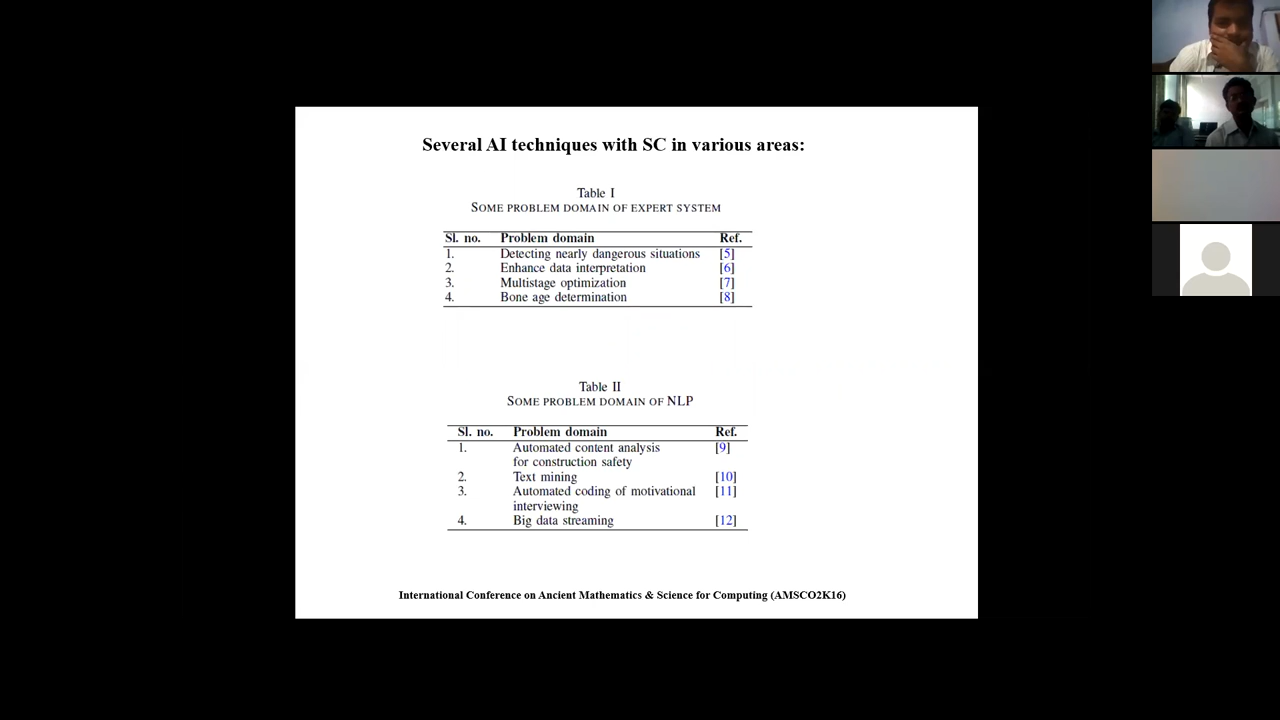 Several AI techniques with SC in various areas:
Table I
SOME PROBLEM DOMAIN OF EXPERT SYSTEM
Sl. no. Problem domain Ref.
1. Detecting nearly dangerous situations [5]
2. Enhance data interpretation [6]
3. Multistage optimization [7]
4. Bone age determination [8]
Table II
SOME PROBLEM DOMAIN OF NLP
Sl. no. Problem domain Ref.
1. Automated content analysis [9]
for construction safety
2. Text mining [10]
3. Automated coding of motivational [11]
interviewing
4. Big data streaming [12]
International Conference on Ancient Mathematics & Science for Computing (AMSCO2K16)